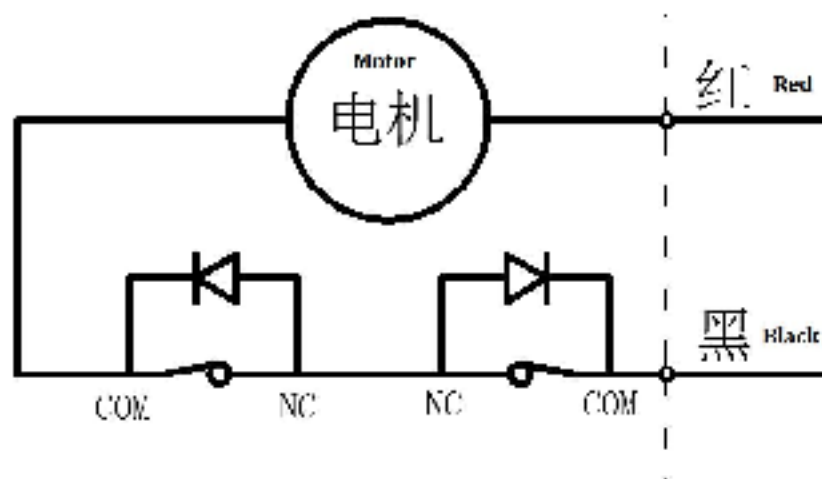 Motor
电机
红 Red
黑 Black
COM NC NC COM